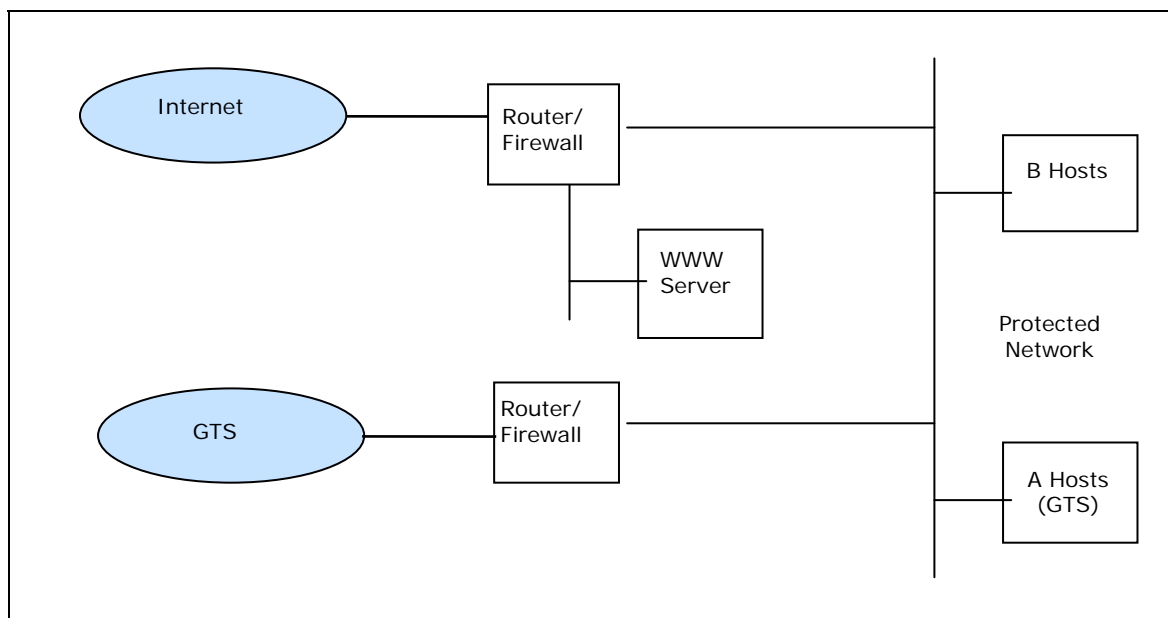 Internet
Router/
Firewall
B Hosts
WWW
Server
Protected
Network
GTS
Router/
Firewall
A Hosts
(GTS)